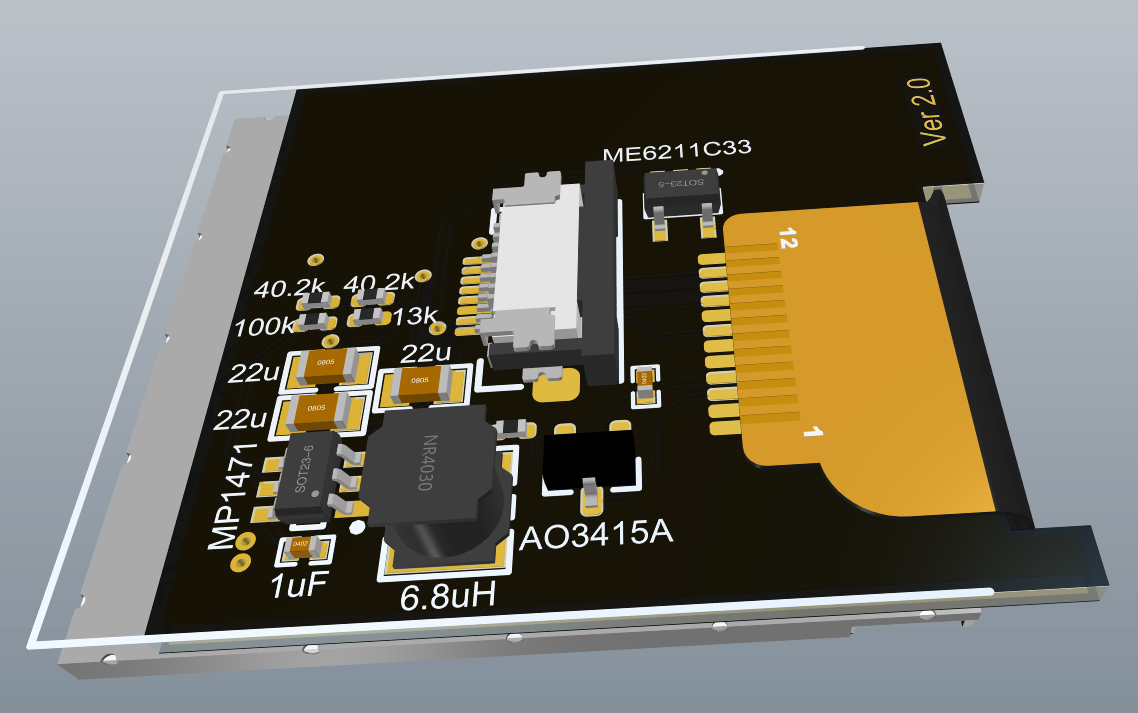 Ver 2.0
ME6211C33
SOT23-5
12
40.2k
40.2k
100k
13k
22u
22u
0805
0805
22u
0805
1
MP1471
SOT23-6
NR4030
AO3415A
0402
1uF
6.8uH